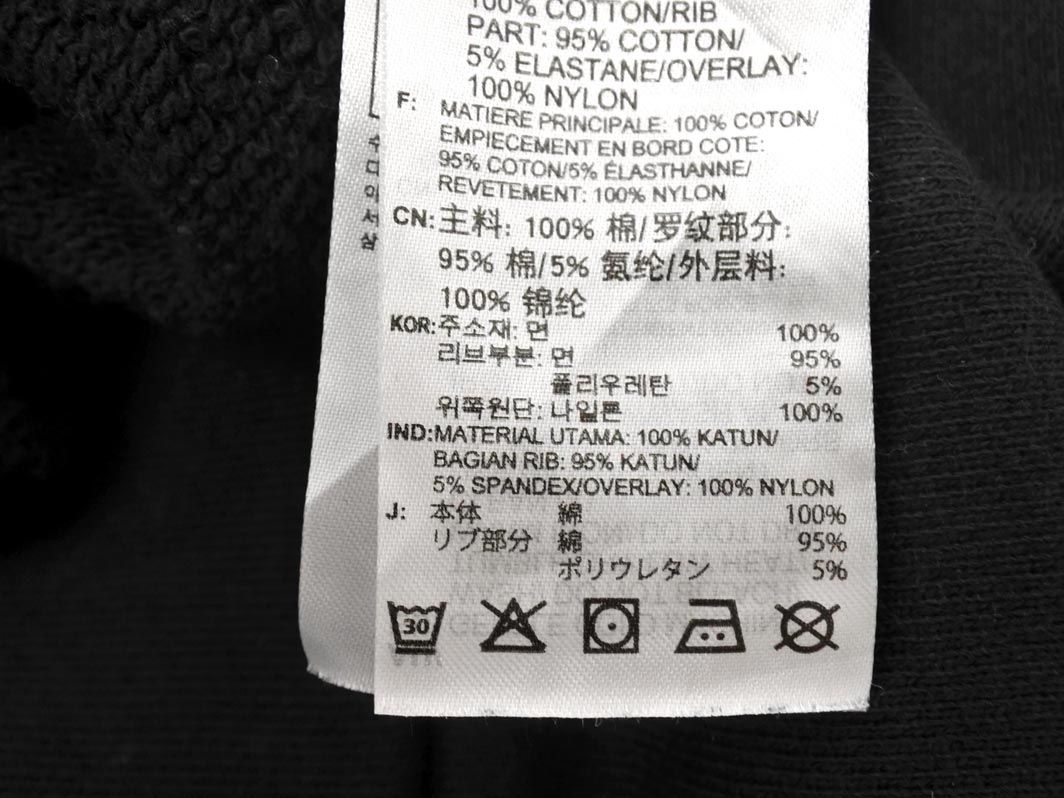 100% COTTON/RIB
PART: 95% COTTON/
5% ELASTANE/OVERLAY:
100% NYLON
F: MATIERE PRINCIPALE: 100% COTON/
EMPIECEMENT EN BORD COTE:
95% COTON/5% ÉLASTHANNE/
REVETEMENT: 100% NYLON
CN: 主料: 100% 棉/罗纹部分:
95% 棉/5% 氨纶/外层料:
100% 锦纶
KOR: 주소재: 면 100%
리브부분: 면 95%
폴리우레탄 5%
위쪽원단: 나일론 100%
IND: MATERIAL UTAMA: 100% KATUN/
BAGIAN RIB: 95% KATUN/
5% SPANDEX/OVERLAY: 100% NYLON
J: 本体 綿 100%
リブ部分 綿 95%
ポリウレタン 5%
30